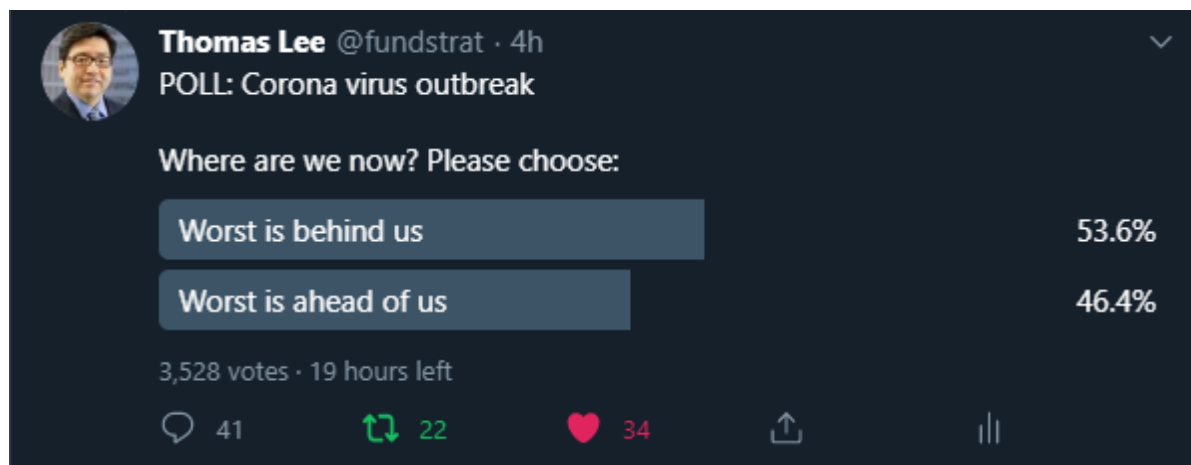 Thomas Lee @fundstrat · 4h
POLL: Corona virus outbreak
Where are we now? Please choose:
Worst is behind us 53.6%
Worst is ahead of us 46.4%
3,528 votes · 19 hours left
41 22 34